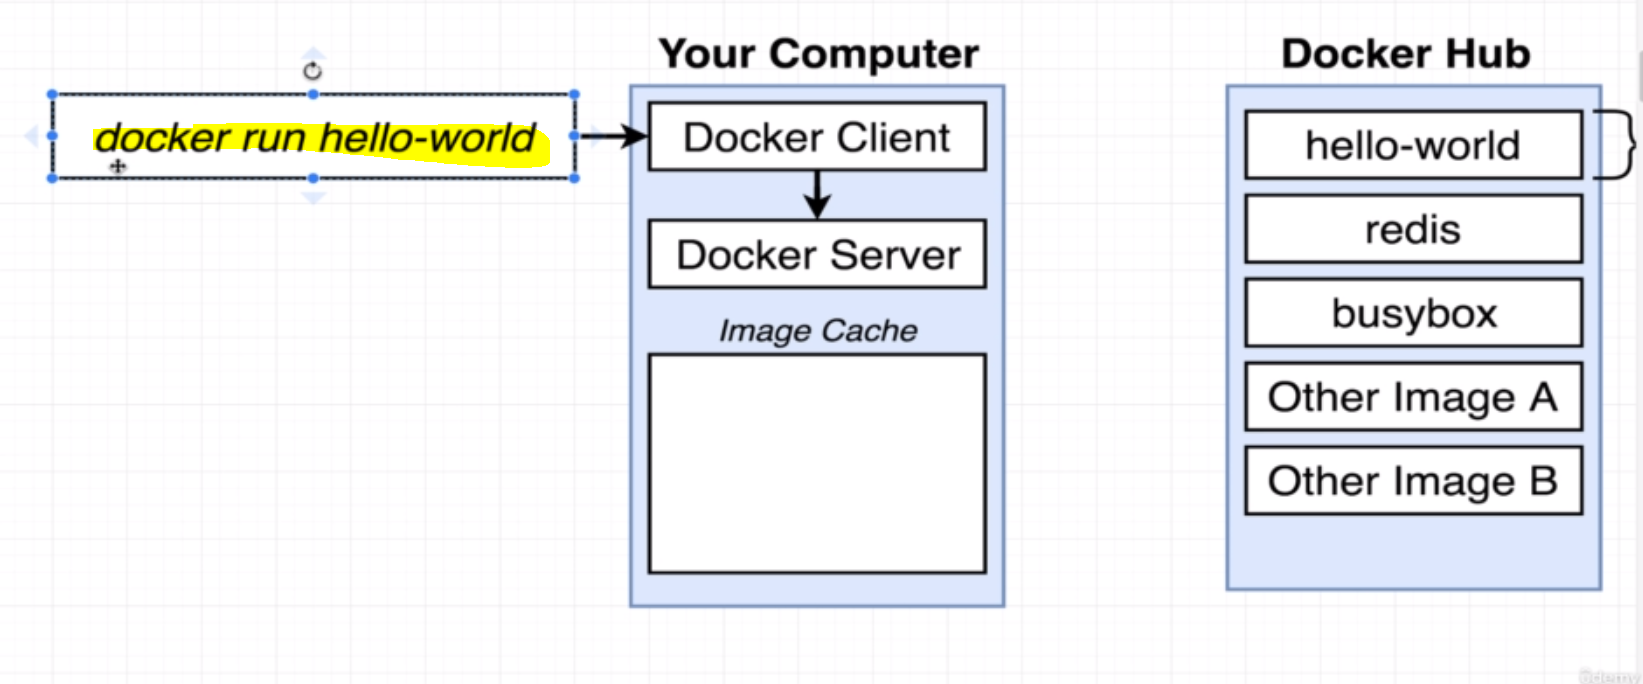 docker run hello-world
Your Computer
Docker Client
Docker Server
Image Cache
Docker Hub
hello-world
redis
busybox
Other Image A
Other Image B
ûdemy